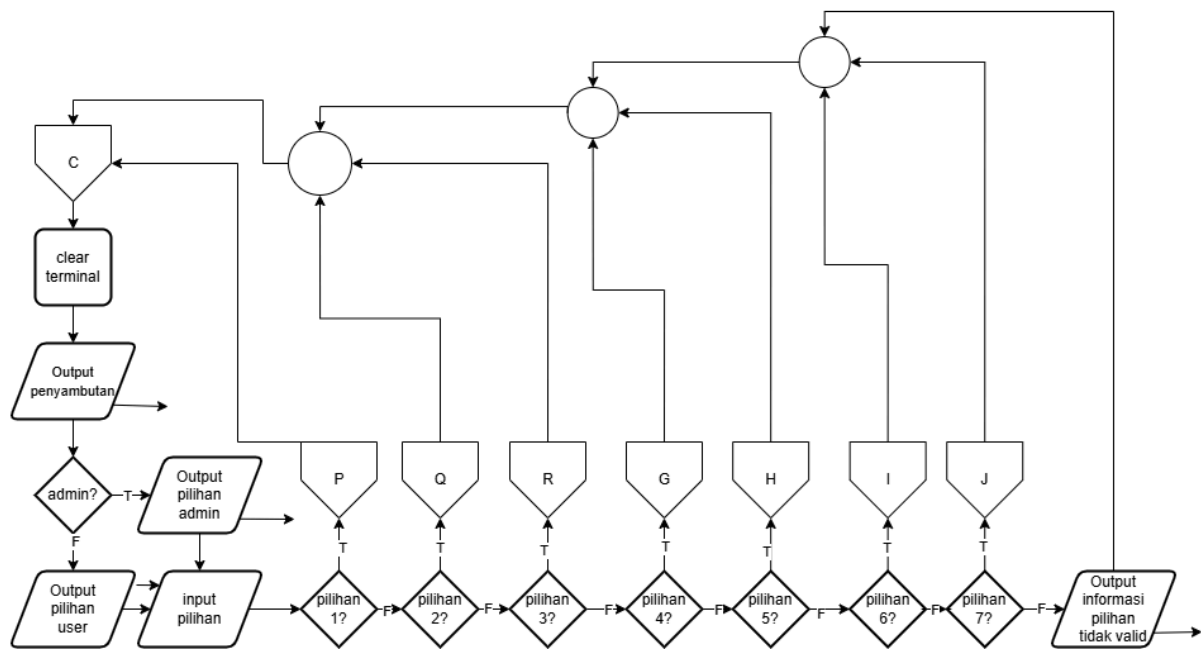 C
clear
terminal
Output
penyambutan
admin?
T
F
Output
pilihan
admin
Output
pilihan
user
input
pilihan
P
Q
R
G
H
I
J
T
T
T
T
T
T
T
pilihan
1?
F
pilihan
2?
F
pilihan
3?
F
pilihan
4?
F
pilihan
5?
F
pilihan
6?
F
pilihan
7?
F
Output
informasi
pilihan
tidak valid